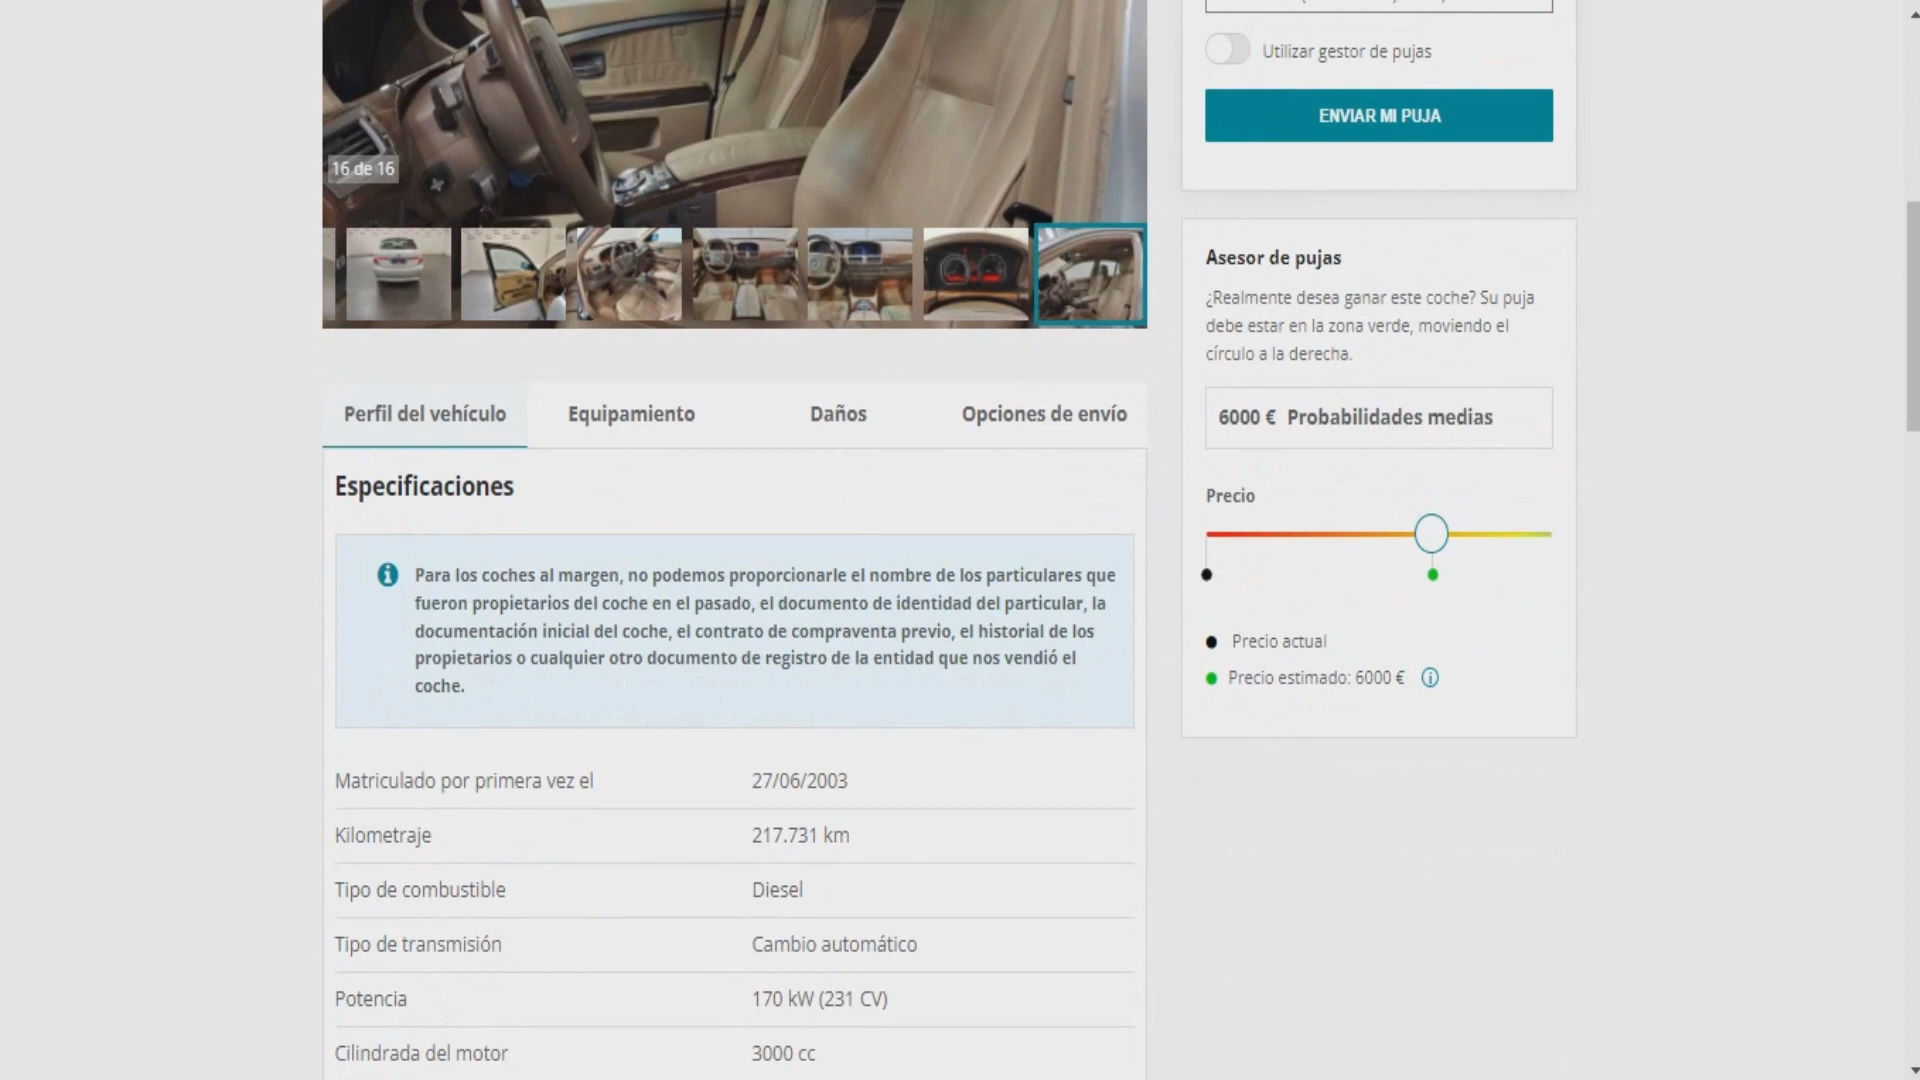 Utilizar gestor de pujas
ENVIAR MI PUJA
16 de 16
Asesor de pujas
¿Realmente desea ganar este coche? Su puja
debe estar en la zona verde, moviendo el
círculo a la derecha.
6000 € Probabilidades medias
Precio
Precio actual
Precio estimado: 6000 €
Perfil del vehículo
Equipamiento
Daños
Opciones de envío
Especificaciones
Para los coches al margen, no podemos proporcionarle el nombre de los particulares que
fueron propietarios del coche en el pasado, el documento de identidad del particular, la
documentación inicial del coche, el contrato de compraventa previo, el historial de los
propietarios o cualquier otro documento de registro de la entidad que nos vendió el
coche.
Matriculado por primera vez el 27/06/2003
Kilometraje 217.731 km
Tipo de combustible Diesel
Tipo de transmisión Cambio automático
Potencia 170 kW (231 CV)
Cilindrada del motor 3000 cc